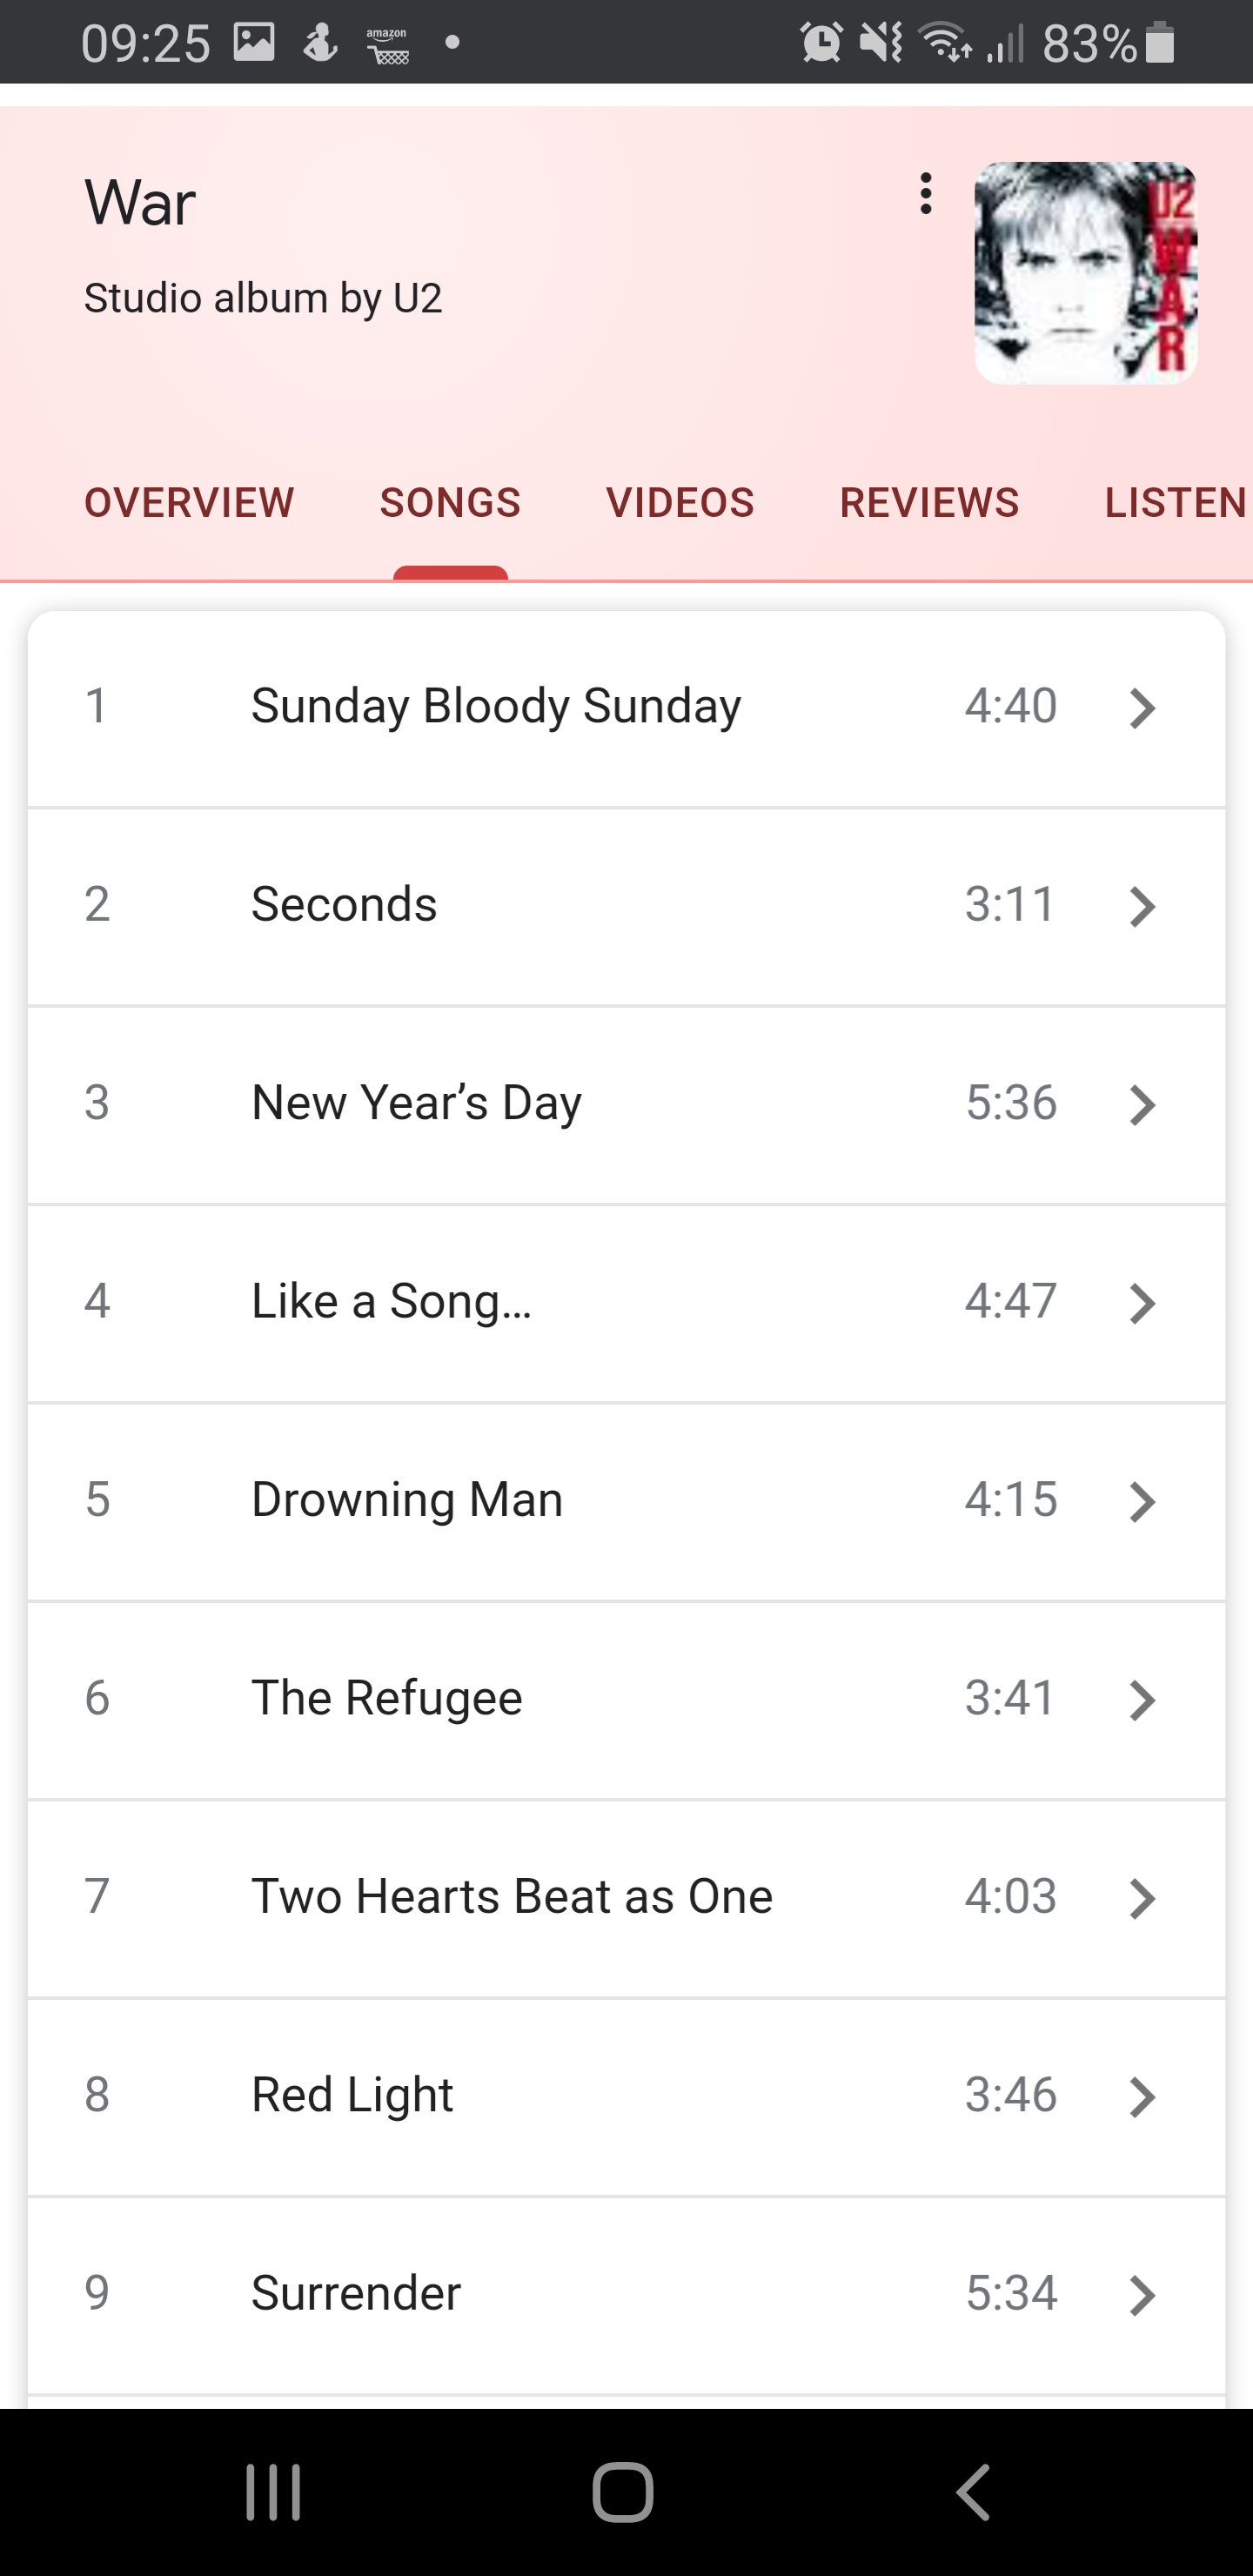 09:25 amazon 83%
War
Studio album by U2
U2
WAR
OVERVIEW SONGS VIDEOS REVIEWS LISTEN
1 Sunday Bloody Sunday 4:40
2 Seconds 3:11
3 New Year’s Day 5:36
4 Like a Song... 4:47
5 Drowning Man 4:15
6 The Refugee 3:41
7 Two Hearts Beat as One 4:03
8 Red Light 3:46
9 Surrender 5:34